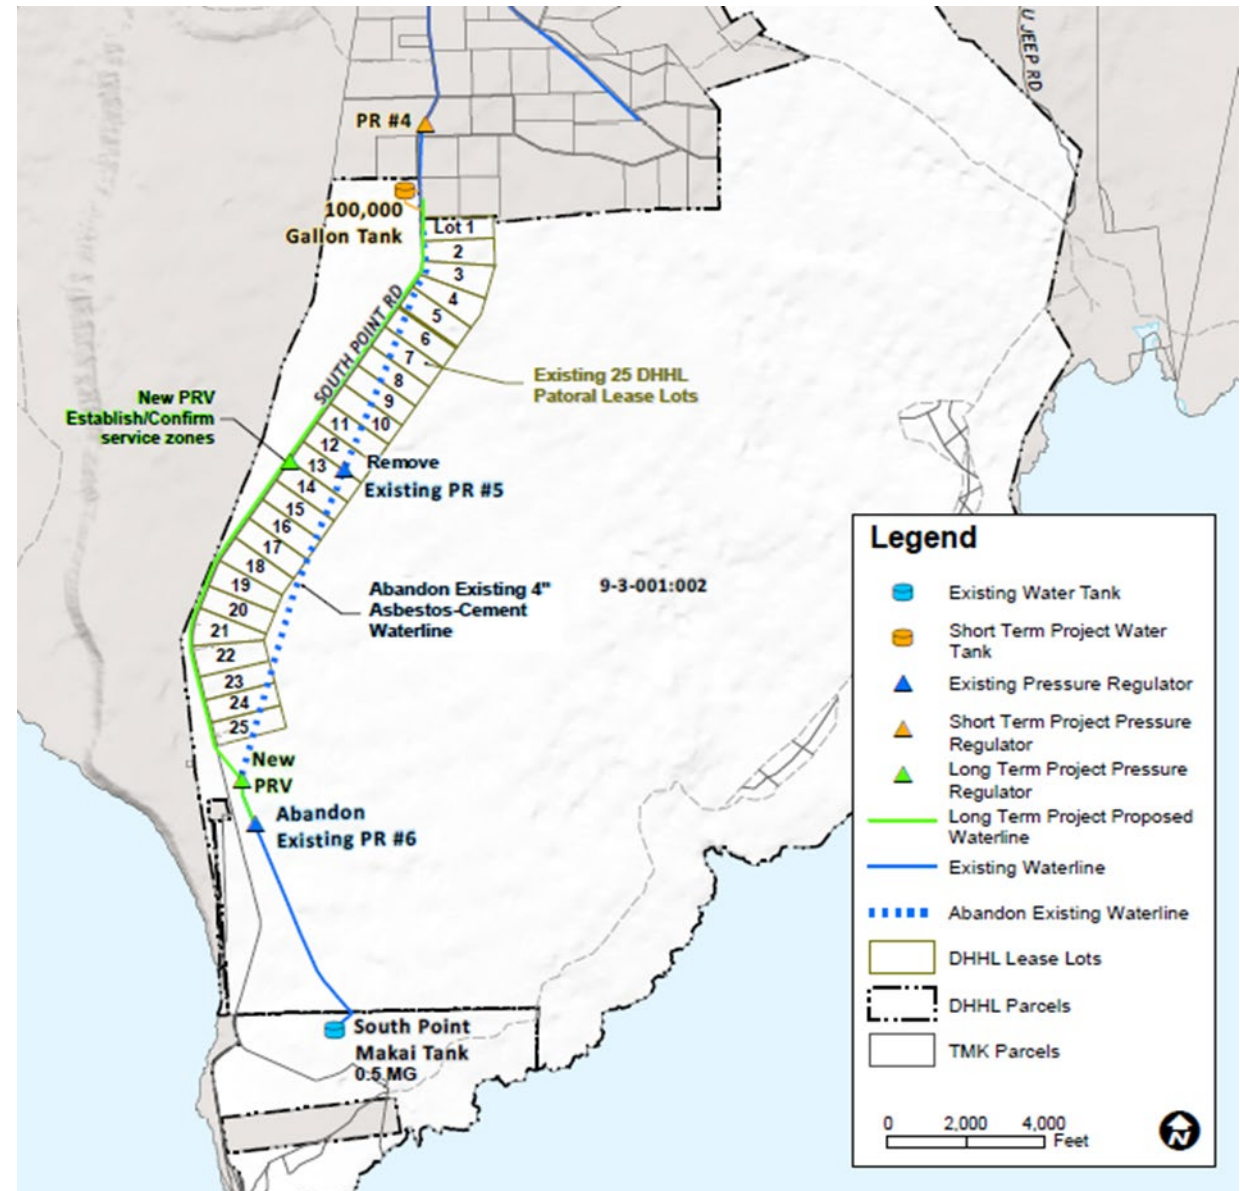 U JEEP RD
PR #4
100,000
Gallon Tank
Lot 1
2
3
4
5
6
7
8
9
10
11
12
13
14
15
16
17
18
19
20
21
22
23
24
25
SOUTH POINT RD
Existing 25 DHHL
Patoral Lease Lots
New PRV
Establish/Confirm
service zones
Remove
Existing PR #5
Abandon Existing 4"
Asbestos-Cement
Waterline
9-3-001:002
New
PRV
Abandon
Existing PR #6
South Point
Makai Tank
0.5 MG
Legend
Existing Water Tank
Short Term Project Water
Tank
Existing Pressure Regulator
Short Term Project Pressure
Regulator
Long Term Project Pressure
Regulator
Long Term Project Proposed
Waterline
Existing Waterline
Abandon Existing Waterline
DHHL Lease Lots
DHHL Parcels
TMK Parcels
0 2,000 4,000
Feet
N